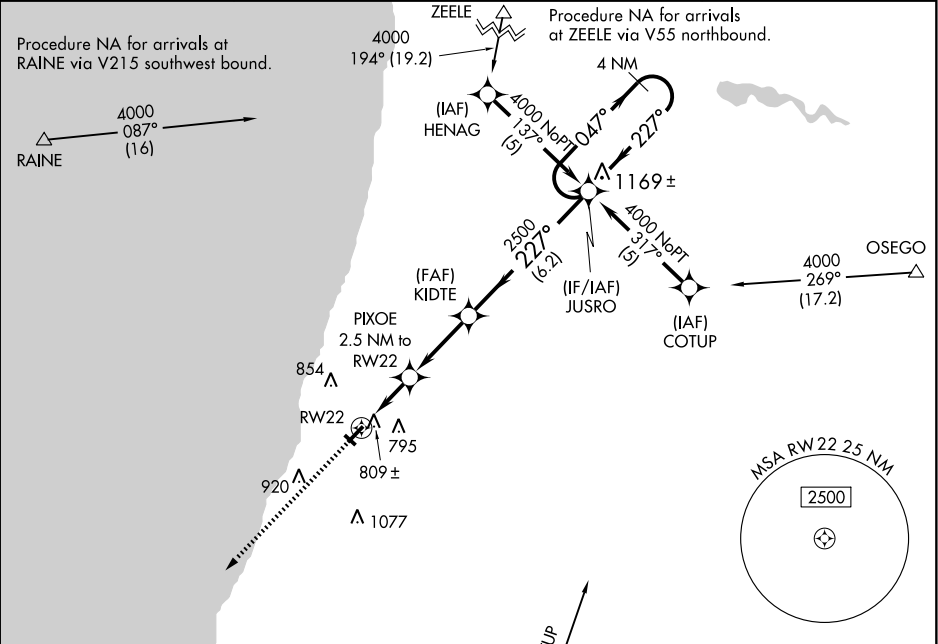 Procedure NA for arrivals at
RAINE via V215 southwest bound.
4000
087°
(16)
RAINE
ZEELE
4000
194° (19.2)
Procedure NA for arrivals
at ZEELE via V55 northbound.
4 NM
(IAF)
HENAG
4000 NoPT
137°
(5)
047°
227°
1169 ±
4000 NoPT
317°
(5)
2500
227°
(6.2)
(IF/IAF)
JUSRO
OSEGO
4000
269°
(17.2)
(IAF)
COTUP
(FAF)
KIDTE
PIXOE
2.5 NM to
RW22
854
RW22
795
809 ±
920
1077
MSA RW 22 25 NM
2500
UP